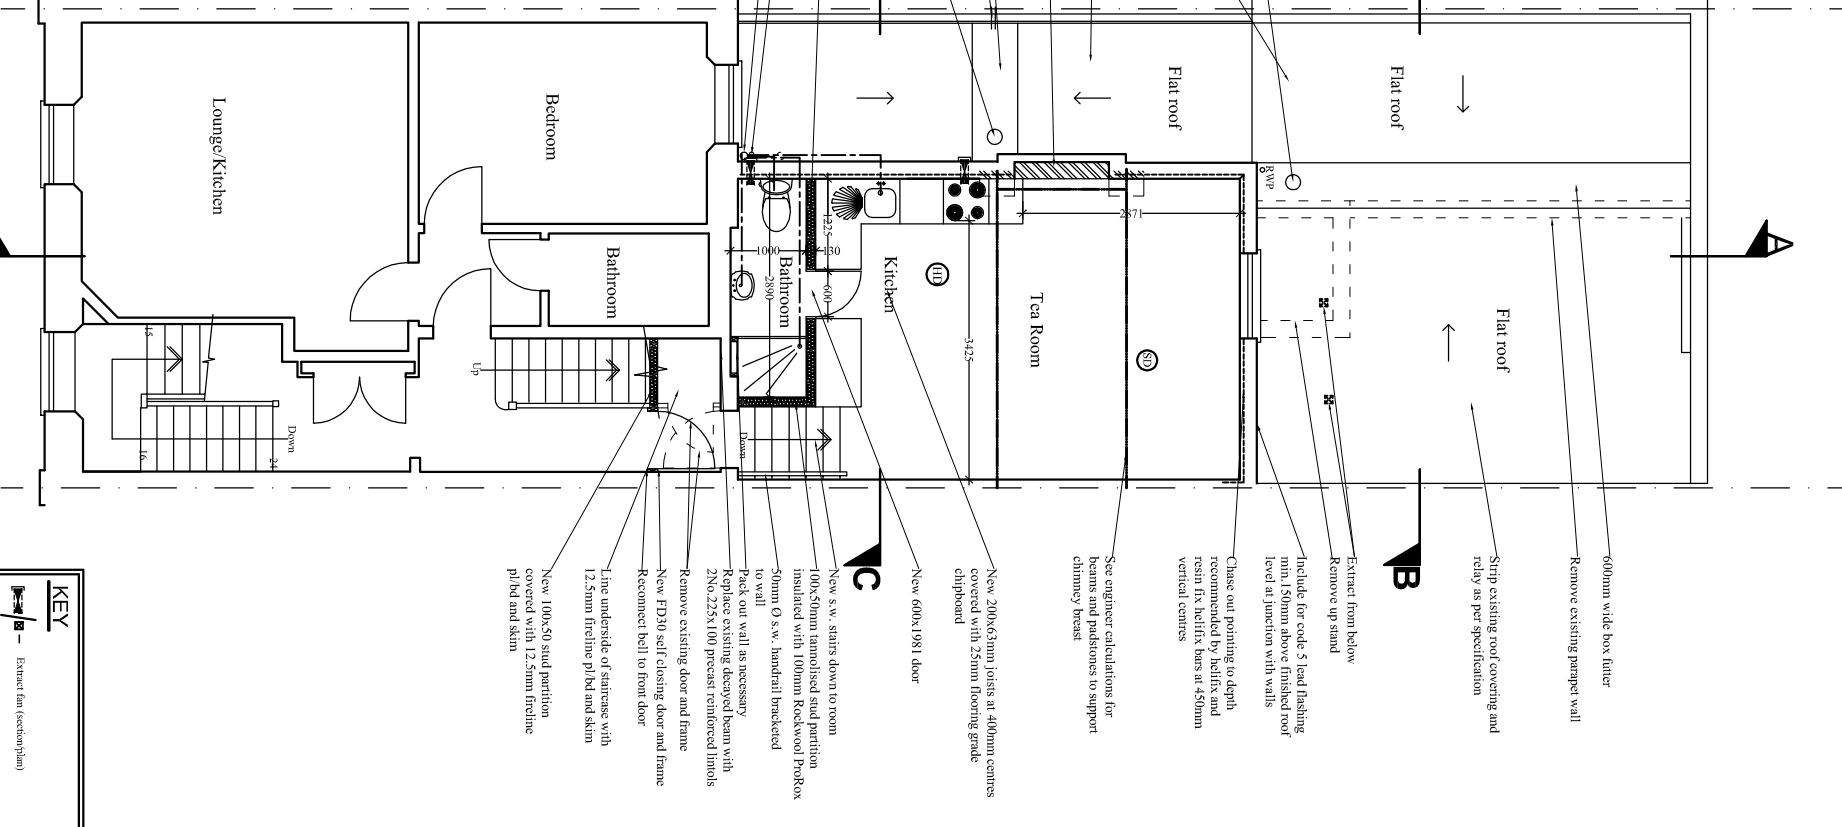 Lounge/Kitchen
Bedroom
Bathroom
Bathroom
Kitchen
Tea Room
Flat roof
Flat roof
Flat roof
RWP
HD
SD
2871
1225
1000
130
600
2890
3425
15
16
24
Down
Up
Down
A
B
C
600mm wide box futter
Remove existing parapet wall
Strip existing roof covering and
relay as per specification
Extract from below
Remove up stand
Include for code 5 lead flashing
min.150mm above finished roof
level at junction with walls
Chase out pointing to depth
recommended by helifix and
resin fix helifix bars at 450mm
vertical centres
See engineer calculations for
beams and padstones to support
chimney breast
New 200x63mm joists at 400mm centres
covered with 25mm flooring grade
chipboard
New 600x1981 door
New s.w. stairs down to room
100x50mm tannolised stud partition
insulated with 100mm Rockwool ProRox
50mm Ø s.w. handrail bracketed
to wall
Pack out wall as necessary
Replace existing decayed beam with
2No.225x100 precast reinforced lintols
Remove existing door and frame
New FD30 self closing door and frame
Reconnect bell to front door
Line underside of staircase with
12.5mm fireline pl/bd and skim
New 100x50 stud partition
covered with 12.5mm fireline
pl/bd and skim
KEY
Extract fan (section/plan)